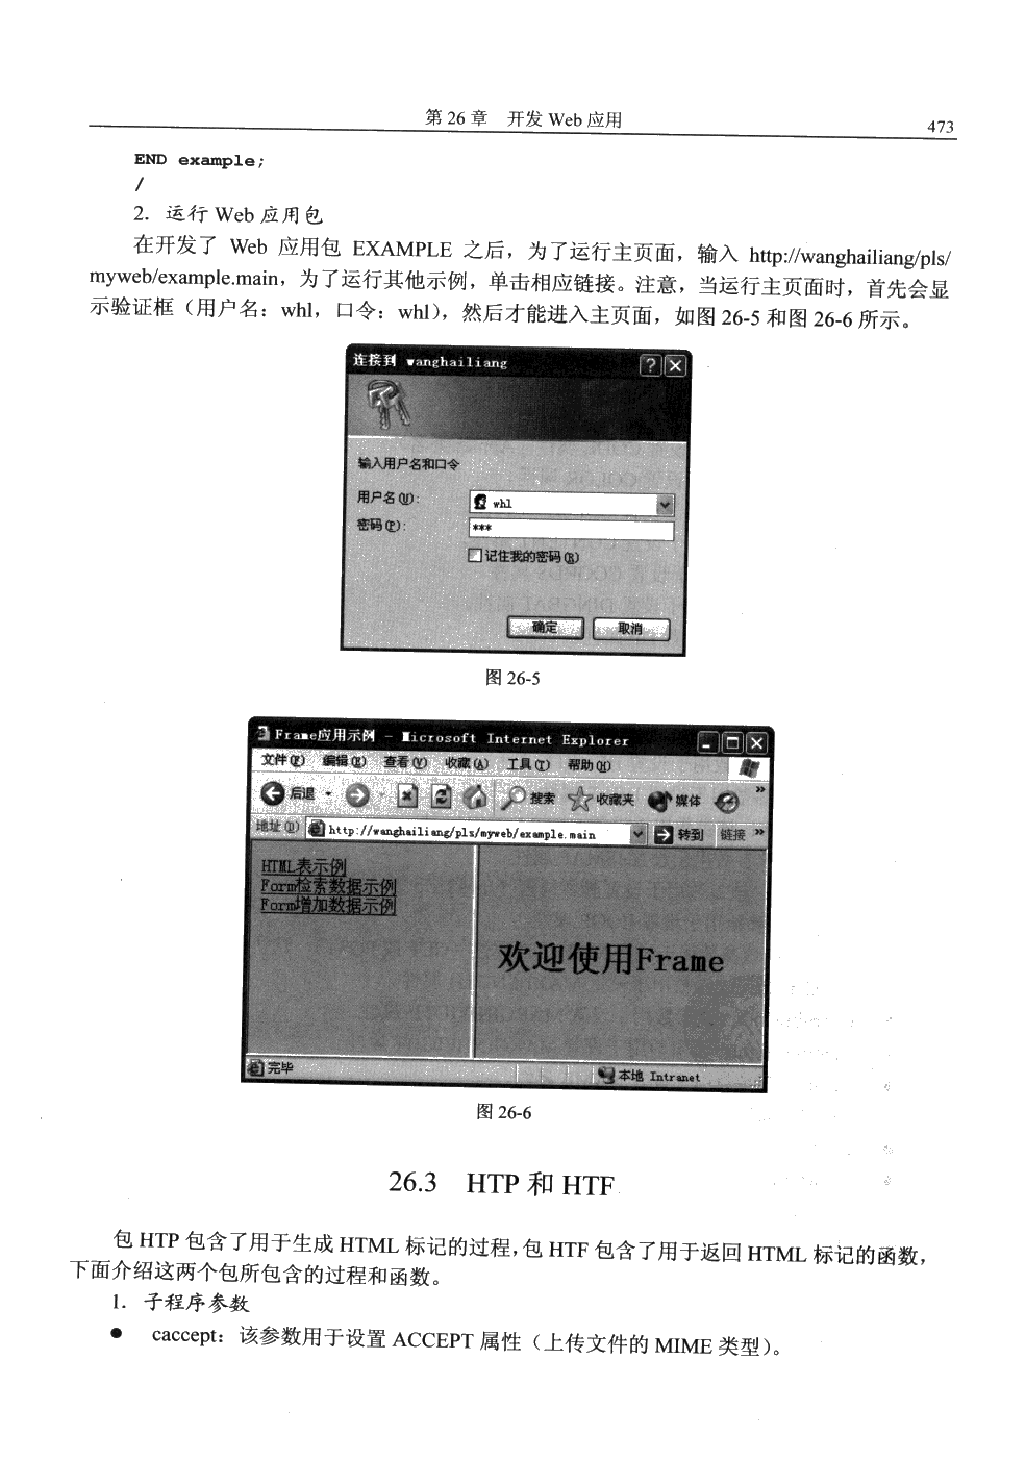 第 26 章　开发 Web 应用
473
END example;
/
2. 运行 Web 应用包
在开发了 Web 应用包 EXAMPLE 之后，为了运行主页面，输入 http://wanghailiang/pls/
myweb/example.main，为了运行其他示例，单击相应链接。注意，当运行主页面时，首先会显
示验证框（用户名：whl，口令：whl），然后才能进入主页面，如图 26-5 和图 26-6 所示。
连接到 wanghailiang
输入用户名和口令
用户名(U):
whl
密码(P):
***
记住我的密码(R)
确定
取消
图 26-5
Frame应用示例 - Microsoft Internet Explorer
文件(F) 编辑(E) 查看(V) 收藏(A) 工具(T) 帮助(H)
后退 搜索 收藏夹 媒体 »
地址(D) http://wanghailiang/pls/myweb/example.main 转到 链接 »
HTML表示例
Form检索数据示例
Form增加数据示例
欢迎使用Frame
完毕
本地 Intranet
图 26-6
26.3　HTP 和 HTF
包 HTP 包含了用于生成 HTML 标记的过程，包 HTF 包含了用于返回 HTML 标记的函数，
下面介绍这两个包所包含的过程和函数。
1. 子程序参数
● caccept：该参数用于设置 ACCEPT 属性（上传文件的 MIME 类型）。